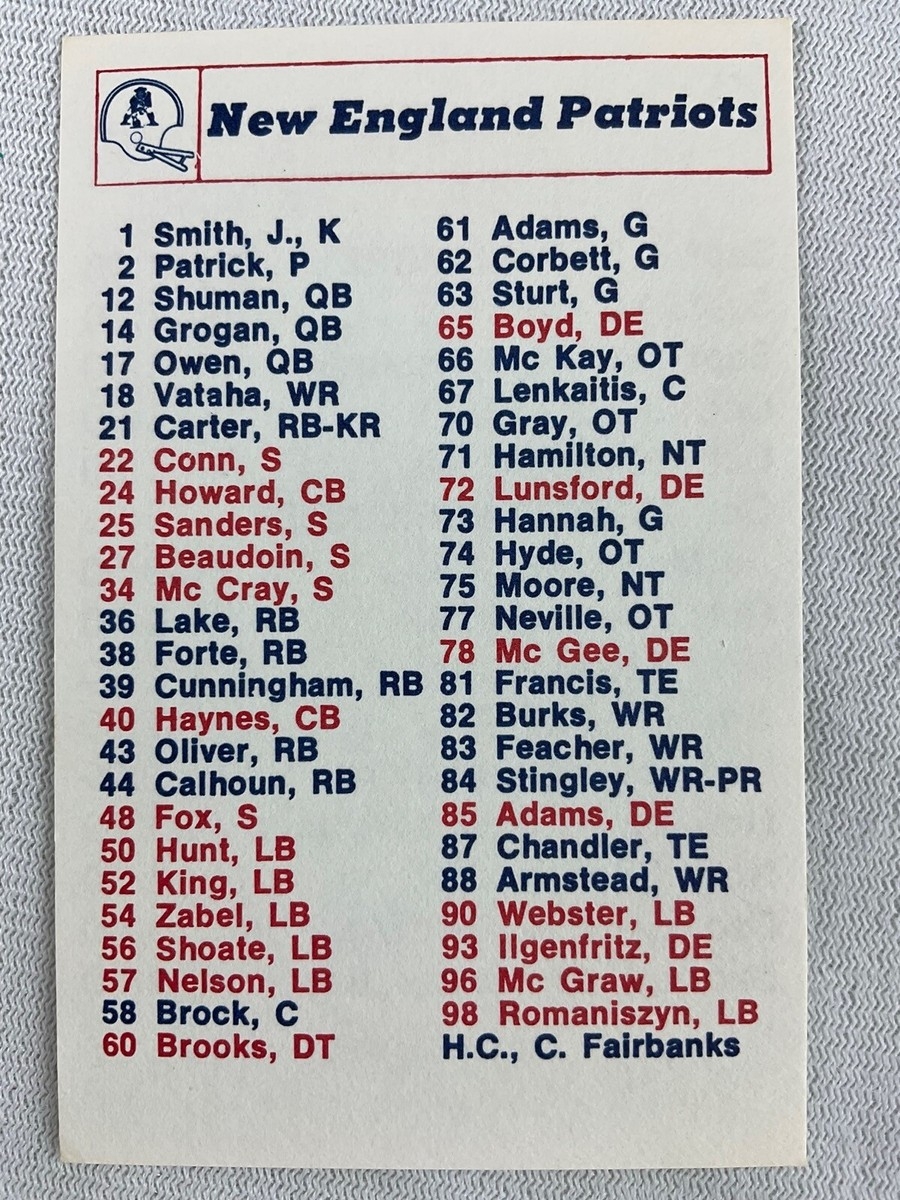 New England Patriots
1 Smith, J., K
2 Patrick, P
12 Shuman, QB
14 Grogan, QB
17 Owen, QB
18 Vataha, WR
21 Carter, RB-KR
22 Conn, S
24 Howard, CB
25 Sanders, S
27 Beaudoin, S
34 Mc Cray, S
36 Lake, RB
38 Forte, RB
39 Cunningham, RB
40 Haynes, CB
43 Oliver, RB
44 Calhoun, RB
48 Fox, S
50 Hunt, LB
52 King, LB
54 Zabel, LB
56 Shoate, LB
57 Nelson, LB
58 Brock, C
60 Brooks, DT
61 Adams, G
62 Corbett, G
63 Sturt, G
65 Boyd, DE
66 Mc Kay, OT
67 Lenkaitis, C
70 Gray, OT
71 Hamilton, NT
72 Lunsford, DE
73 Hannah, G
74 Hyde, OT
75 Moore, NT
77 Neville, OT
78 Mc Gee, DE
81 Francis, TE
82 Burks, WR
83 Feacher, WR
84 Stingley, WR-PR
85 Adams, DE
87 Chandler, TE
88 Armstead, WR
90 Webster, LB
93 Ilgenfritz, DE
96 Mc Graw, LB
98 Romaniszyn, LB
H.C., C. Fairbanks